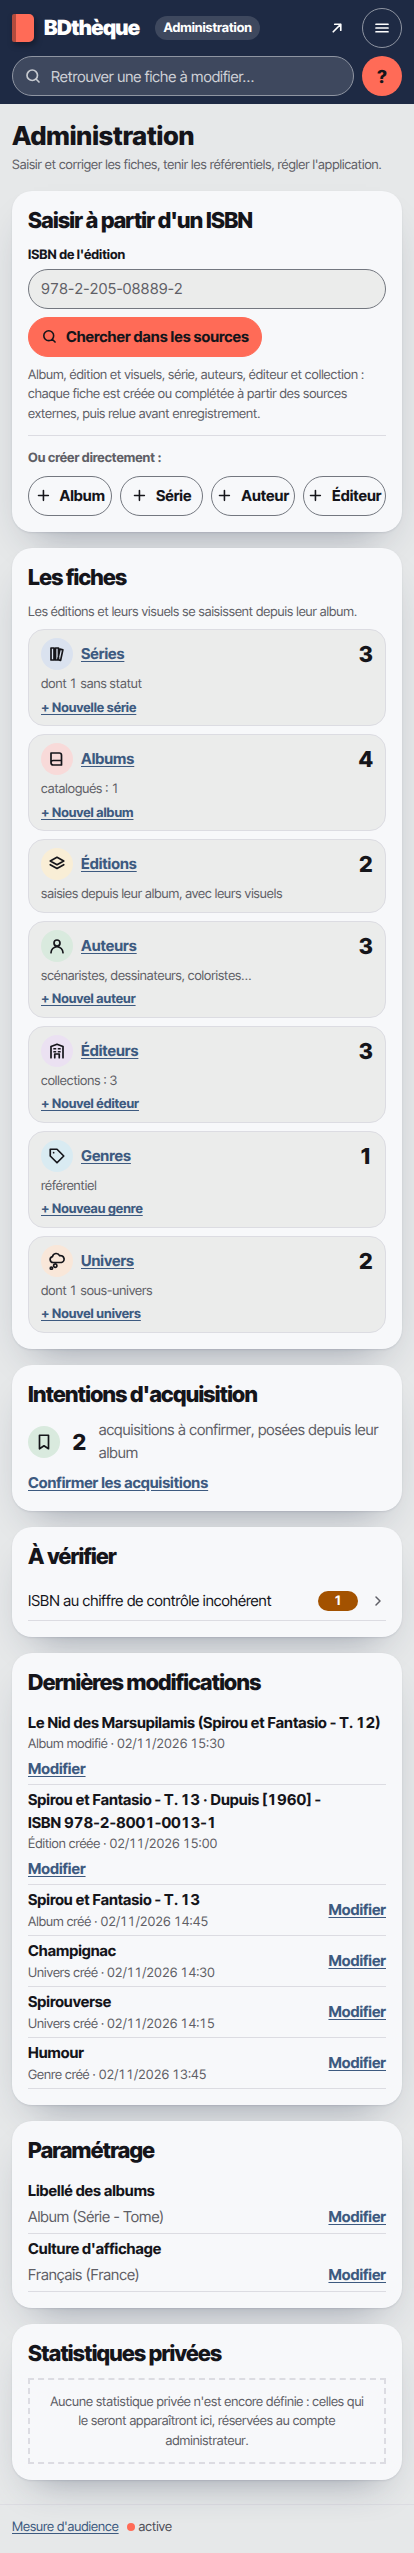 BDthèque Administration
Retrouver une fiche à modifier... ?
Administration
Saisir et corriger les fiches, tenir les référentiels, régler l'application.
Saisir à partir d'un ISBN
ISBN de l'édition
978-2-205-08889-2
Chercher dans les sources
Album, édition et visuels, série, auteurs, éditeur et collection :
chaque fiche est créée ou complétée à partir des sources
externes, puis relue avant enregistrement.
Ou créer directement :
+ Album + Série + Auteur + Éditeur
Les fiches
Les éditions et leurs visuels se saisissent depuis leur album.
Séries 3
dont 1 sans statut
+ Nouvelle série
Albums 4
catalogués : 1
+ Nouvel album
Éditions 2
saisies depuis leur album, avec leurs visuels
Auteurs 3
scénaristes, dessinateurs, coloristes...
+ Nouvel auteur
Éditeurs 3
collections : 3
+ Nouvel éditeur
Genres 1
référentiel
+ Nouveau genre
Univers 2
dont 1 sous-univers
+ Nouvel univers
Intentions d'acquisition
2 acquisitions à confirmer, posées depuis leur
album
Confirmer les acquisitions
À vérifier
ISBN au chiffre de contrôle incohérent 1
Dernières modifications
Le Nid des Marsupilamis (Spirou et Fantasio - T. 12)
Album modifié · 02/11/2026 15:30
Modifier
Spirou et Fantasio - T. 13 · Dupuis [1960] -
ISBN 978-2-8001-0013-1
Édition créée · 02/11/2026 15:00
Modifier
Spirou et Fantasio - T. 13
Album créé · 02/11/2026 14:45 Modifier
Champignac
Univers créé · 02/11/2026 14:30 Modifier
Spirouverse
Univers créé · 02/11/2026 14:15 Modifier
Humour
Genre créé · 02/11/2026 13:45 Modifier
Paramétrage
Libellé des albums
Album (Série - Tome) Modifier
Culture d'affichage
Français (France) Modifier
Statistiques privées
Aucune statistique privée n'est encore définie : celles qui
le seront apparaîtront ici, réservées au compte
administrateur.
Mesure d'audience active